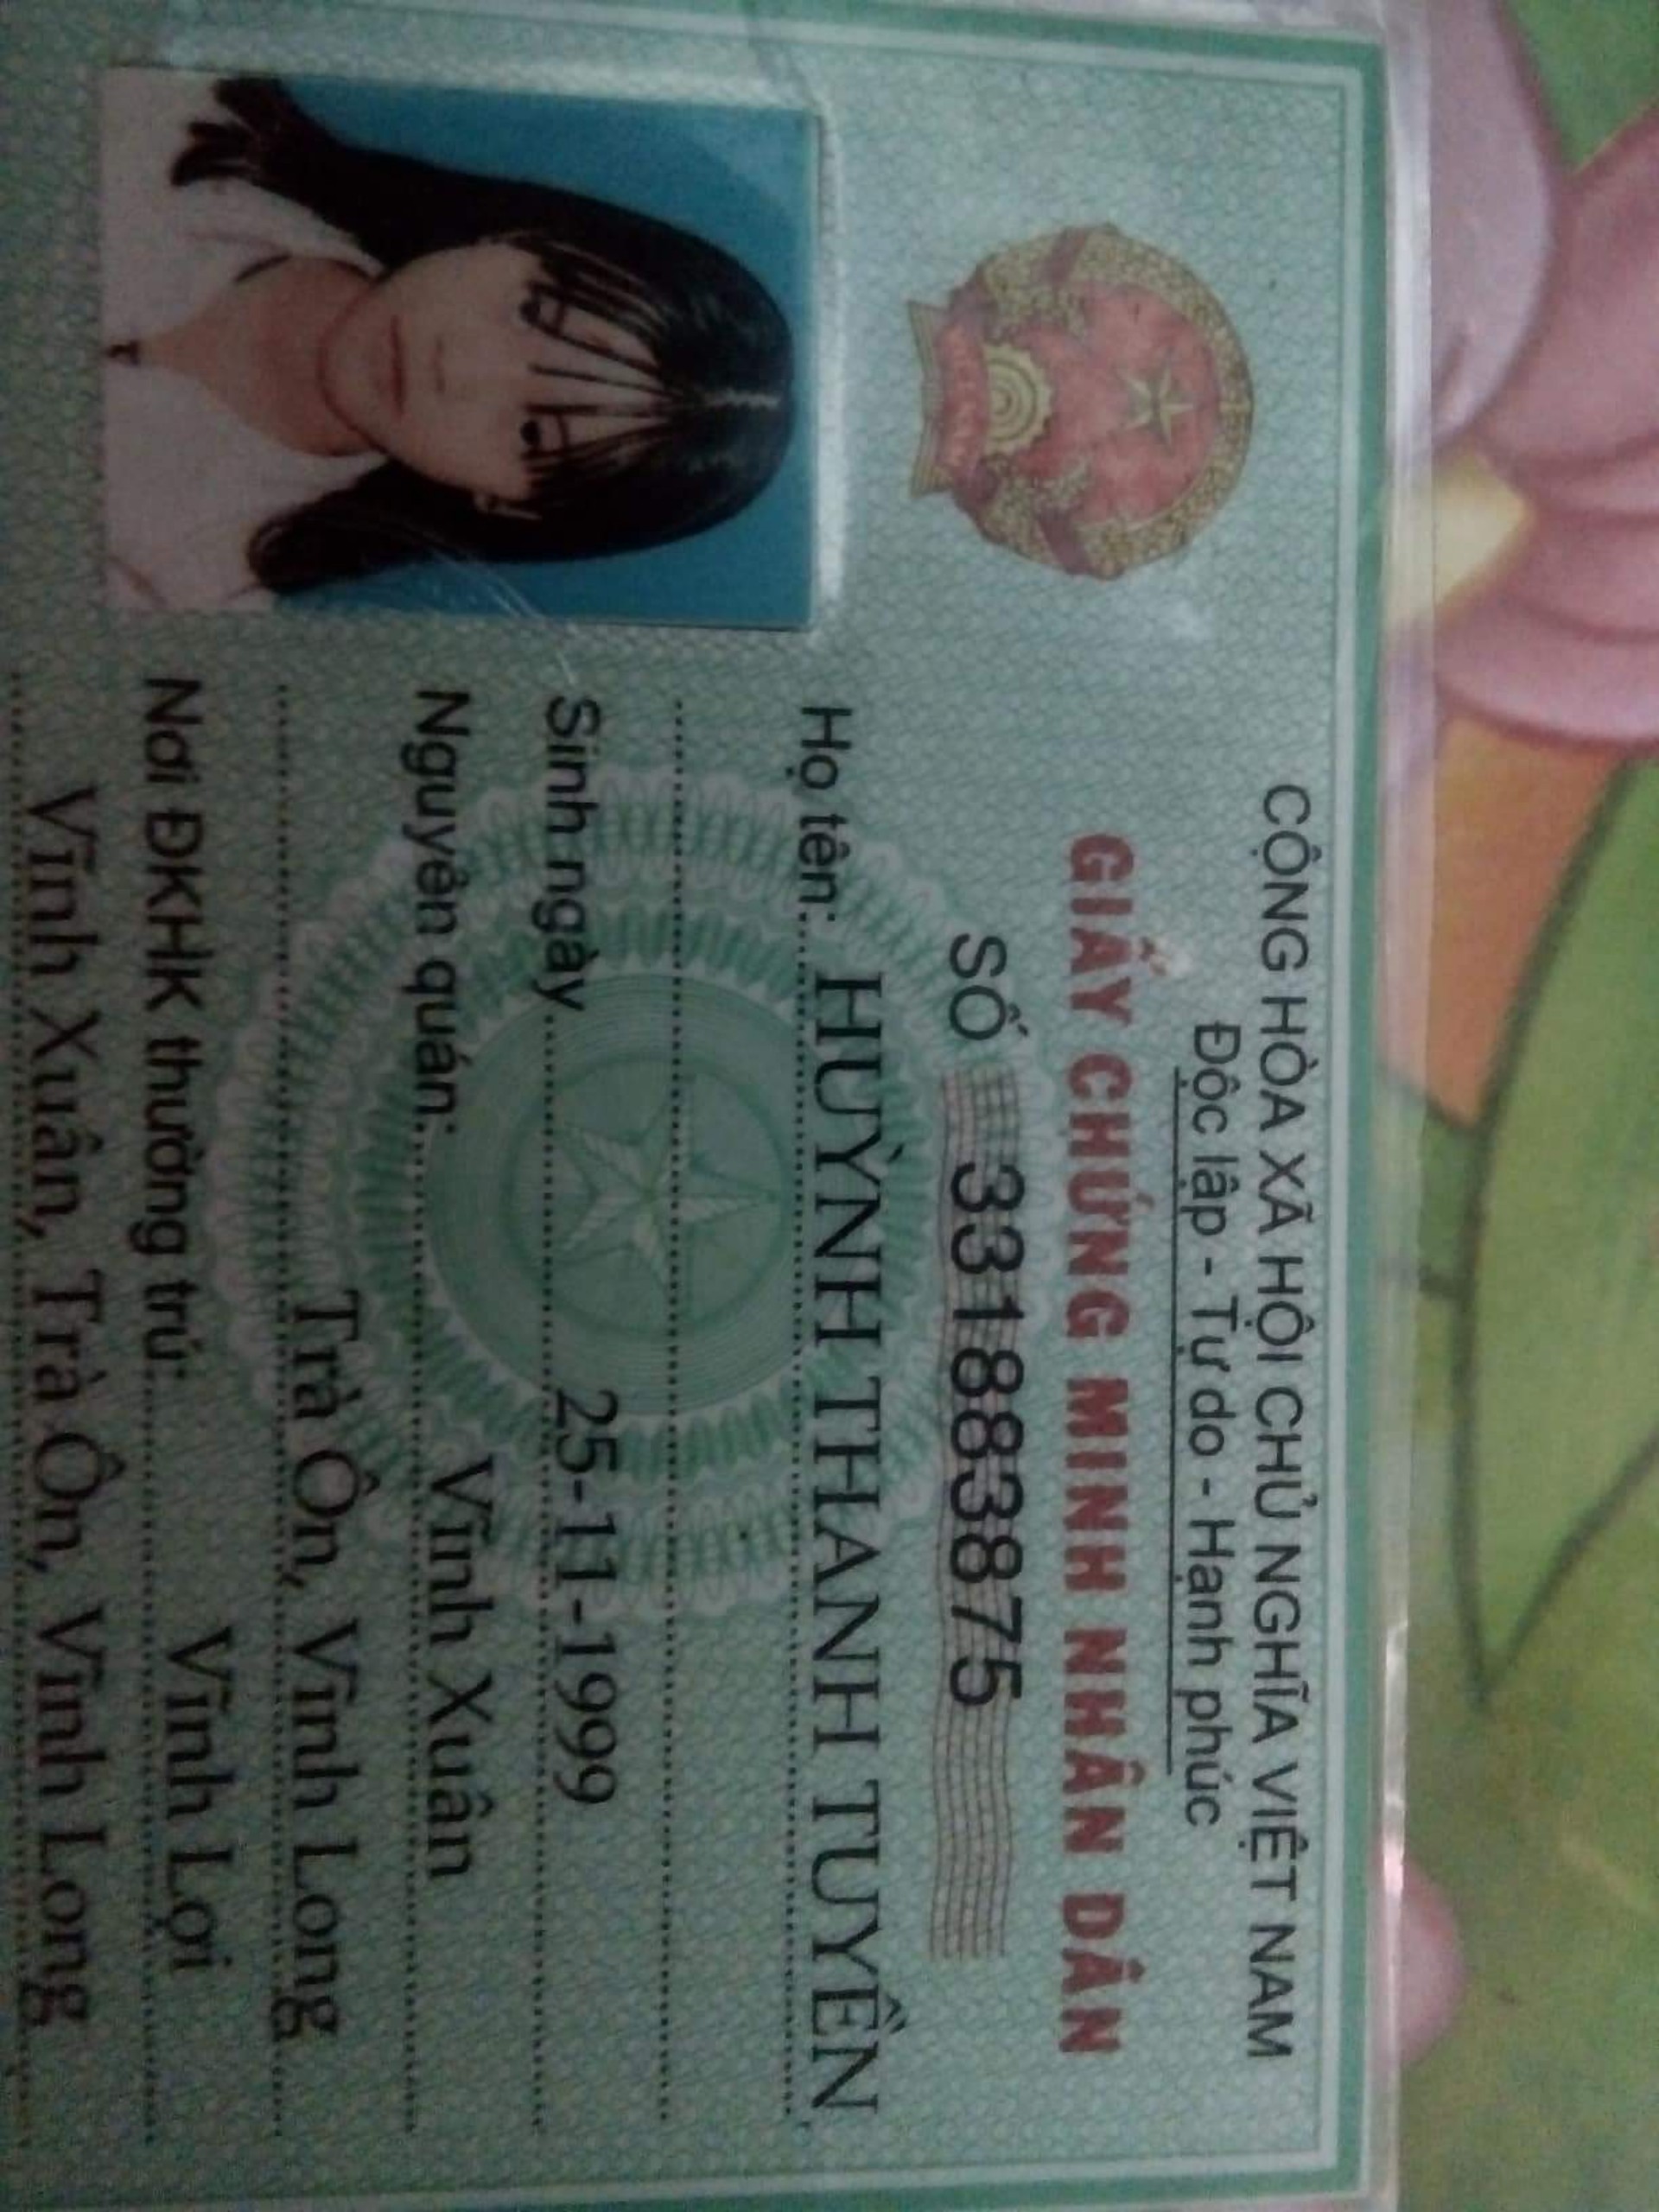 CỘNG HÒA XÃ HỘI CHỦ NGHĨA VIỆT NAM
Độc lập - Tự do - Hạnh phúc
GIẤY CHỨNG MINH NHÂN DÂN
SỐ 331883875
Họ tên: HUỲNH THANH TUYỀN
Sinh ngày 25-11-1999
Nguyên quán: Vĩnh Xuân
Trà Ôn, Vĩnh Long
Nơi ĐKHK thường trú: Vĩnh Lợi
Vĩnh Xuân, Trà Ôn, Vĩnh Long